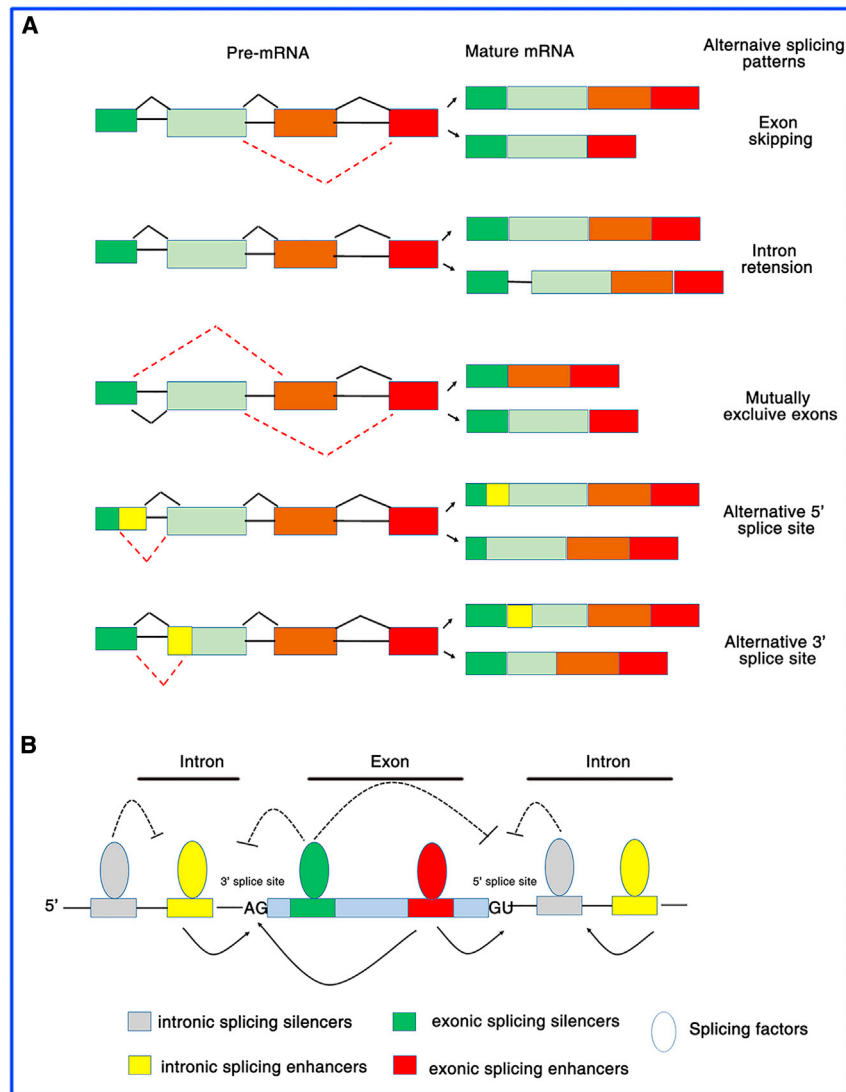 A
Pre-mRNA
Mature mRNA
Alternaive splicing
patterns
Exon
skipping
Intron
retension
Mutually
excluive exons
Alternative 5'
splice site
Alternative 3'
splice site
B
Intron
Exon
Intron
3' splice site
5' splice site
5'
AG
GU
intronic splicing silencers
exonic splicing silencers
Splicing factors
intronic splicing enhancers
exonic splicing enhancers